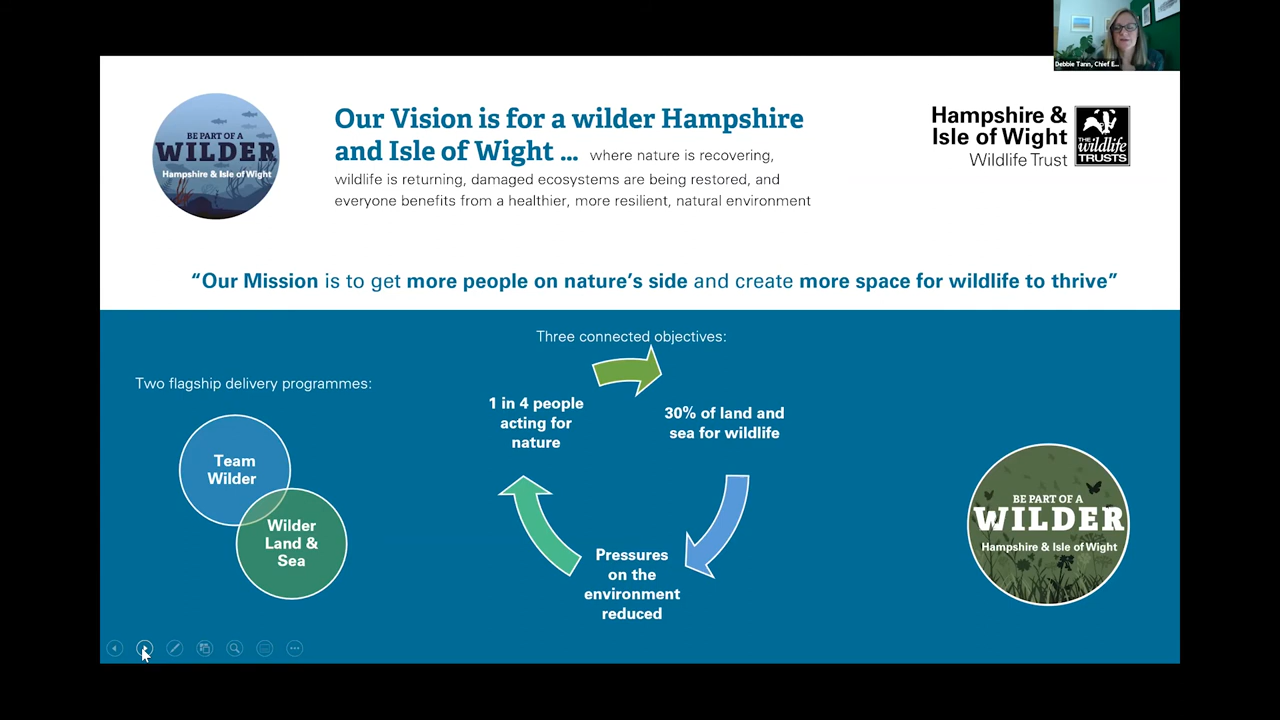 Debbie Tann, Chief E...
BE PART OF A
WILDER
Hampshire & Isle of Wight
Our Vision is for a wilder Hampshire
and Isle of Wight ... where nature is recovering,
wildlife is returning, damaged ecosystems are being restored, and
everyone benefits from a healthier, more resilient, natural environment
Hampshire &
Isle of Wight
Wildlife Trust
THE
wildlife
TRUSTS
“Our Mission is to get more people on nature’s side and create more space for wildlife to thrive”
Three connected objectives:
Two flagship delivery programmes:
Team
Wilder
Wilder
Land &
Sea
1 in 4 people
acting for
nature
30% of land and
sea for wildlife
Pressures
on the
environment
reduced
BE PART OF A
WILDER
Hampshire & Isle of Wight